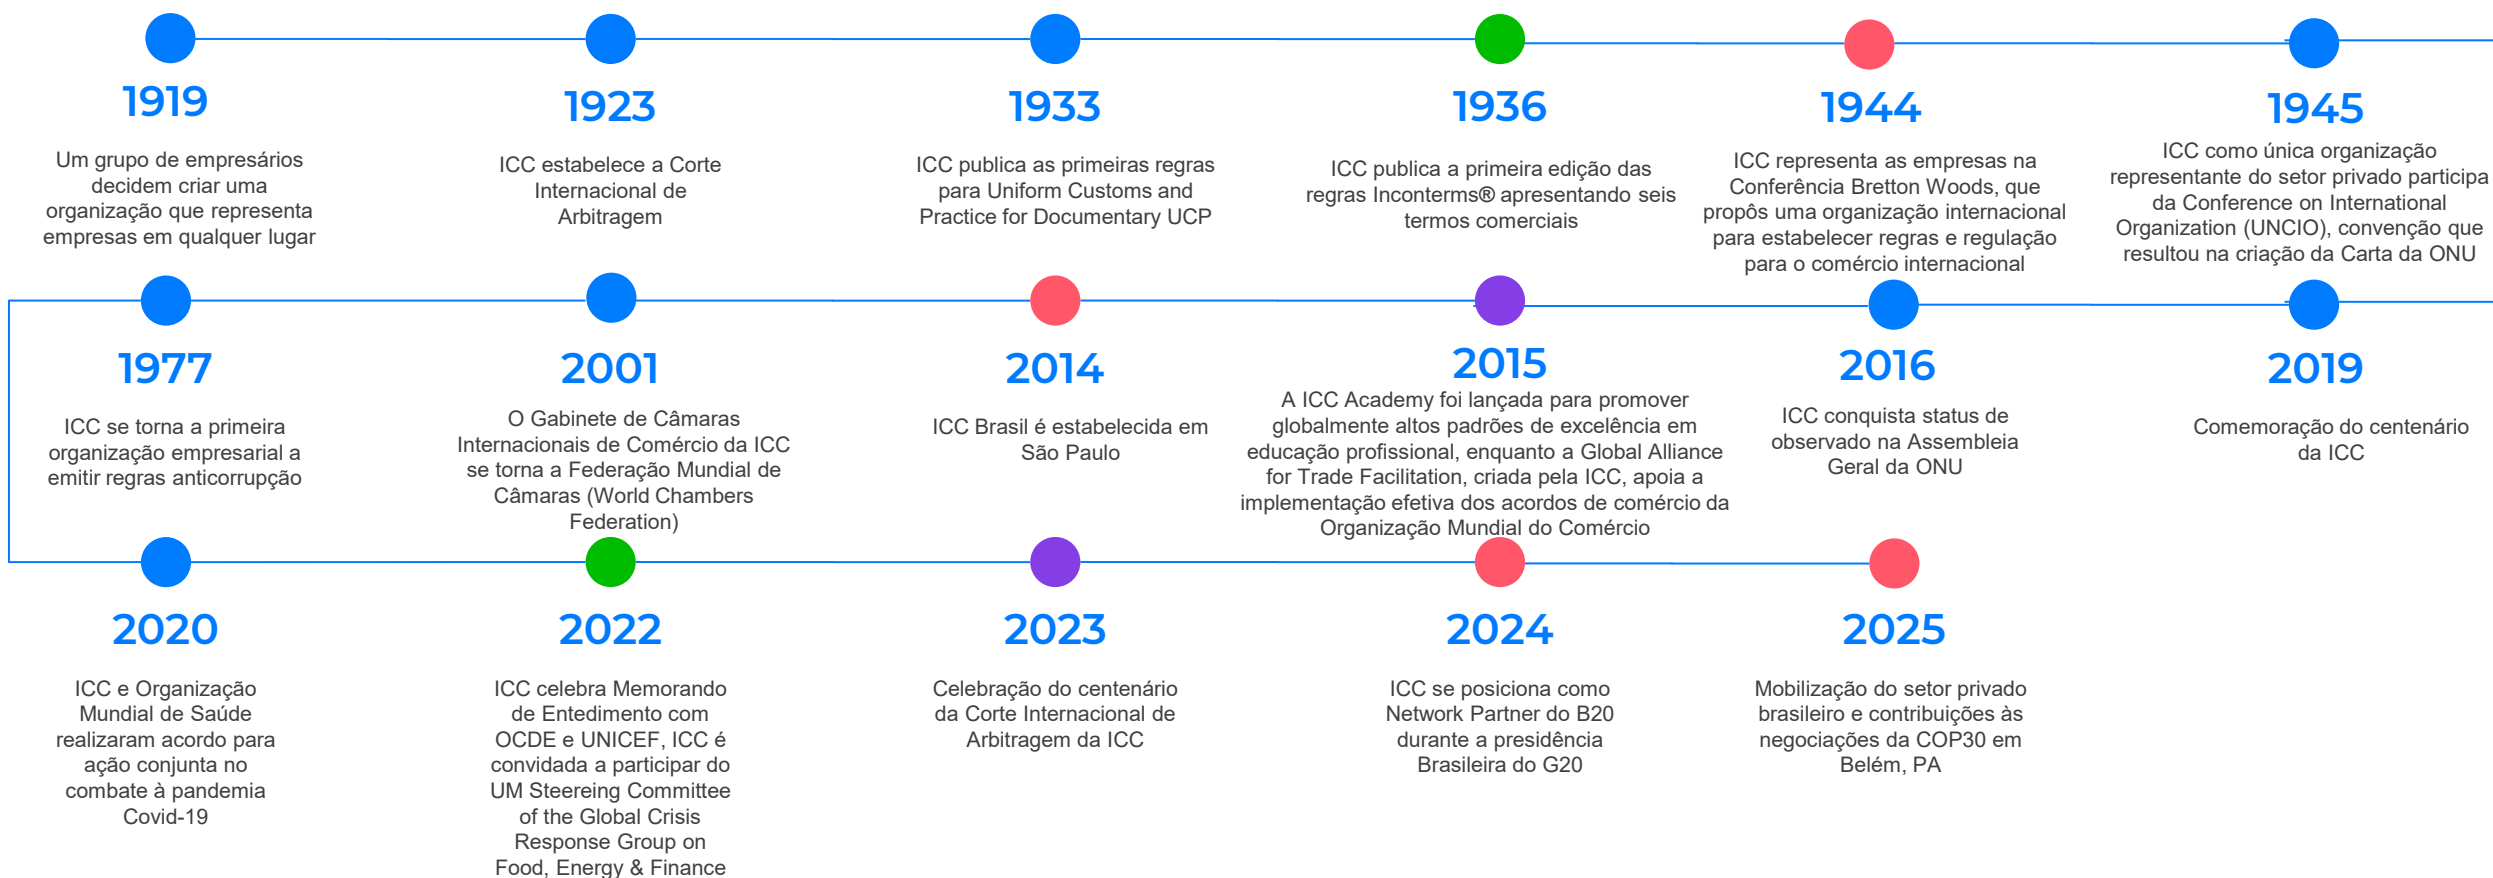 1919
Um grupo de empresários
decidem criar uma
organização que representa
empresas em qualquer lugar
1923
ICC estabelece a Corte
Internacional de
Arbitragem
1933
ICC publica as primeiras regras
para Uniform Customs and
Practice for Documentary UCP
1936
ICC publica a primeira edição das
regras Inconterms® apresentando seis
termos comerciais
1944
ICC representa as empresas na
Conferência Bretton Woods, que
propôs uma organização internacional
para estabelecer regras e regulação
para o comércio internacional
1945
ICC como única organização
representante do setor privado participa
da Conference on International
Organization (UNCIO), convenção que
resultou na criação da Carta da ONU
1977
ICC se torna a primeira
organização empresarial a
emitir regras anticorrupção
2001
O Gabinete de Câmaras
Internacionais de Comércio da ICC
se torna a Federação Mundial de
Câmaras (World Chambers
Federation)
2014
ICC Brasil é estabelecida em
São Paulo
2015
A ICC Academy foi lançada para promover
globalmente altos padrões de excelência em
educação profissional, enquanto a Global Alliance
for Trade Facilitation, criada pela ICC, apoia a
implementação efetiva dos acordos de comércio da
Organização Mundial do Comércio
2016
ICC conquista status de
observado na Assembleia
Geral da ONU
2019
Comemoração do centenário
da ICC
2020
ICC e Organização
Mundial de Saúde
realizaram acordo para
ação conjunta no
combate à pandemia
Covid-19
2022
ICC celebra Memorando
de Entedimento com
OCDE e UNICEF, ICC é
convidada a participar do
UM Steereing Committee
of the Global Crisis
Response Group on
Food, Energy & Finance
2023
Celebração do centenário
da Corte Internacional de
Arbitragem da ICC
2024
ICC se posiciona como
Network Partner do B20
durante a presidência
Brasileira do G20
2025
Mobilização do setor privado
brasileiro e contribuições às
negociações da COP30 em
Belém, PA